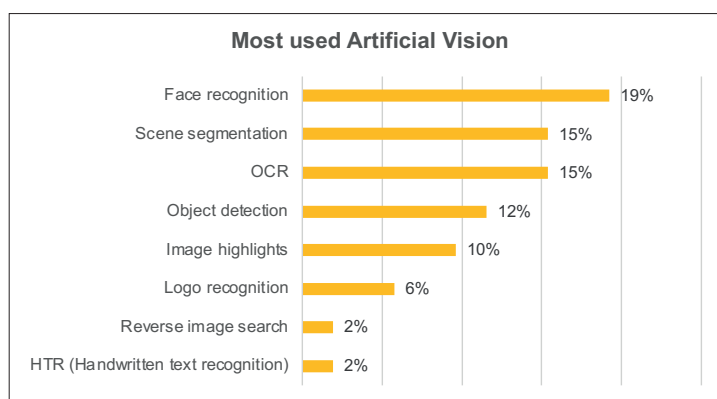 Most used Artificial Vision
Face recognition 19%
Scene segmentation 15%
OCR 15%
Object detection 12%
Image highlights 10%
Logo recognition 6%
Reverse image search 2%
HTR (Handwritten text recognition) 2%